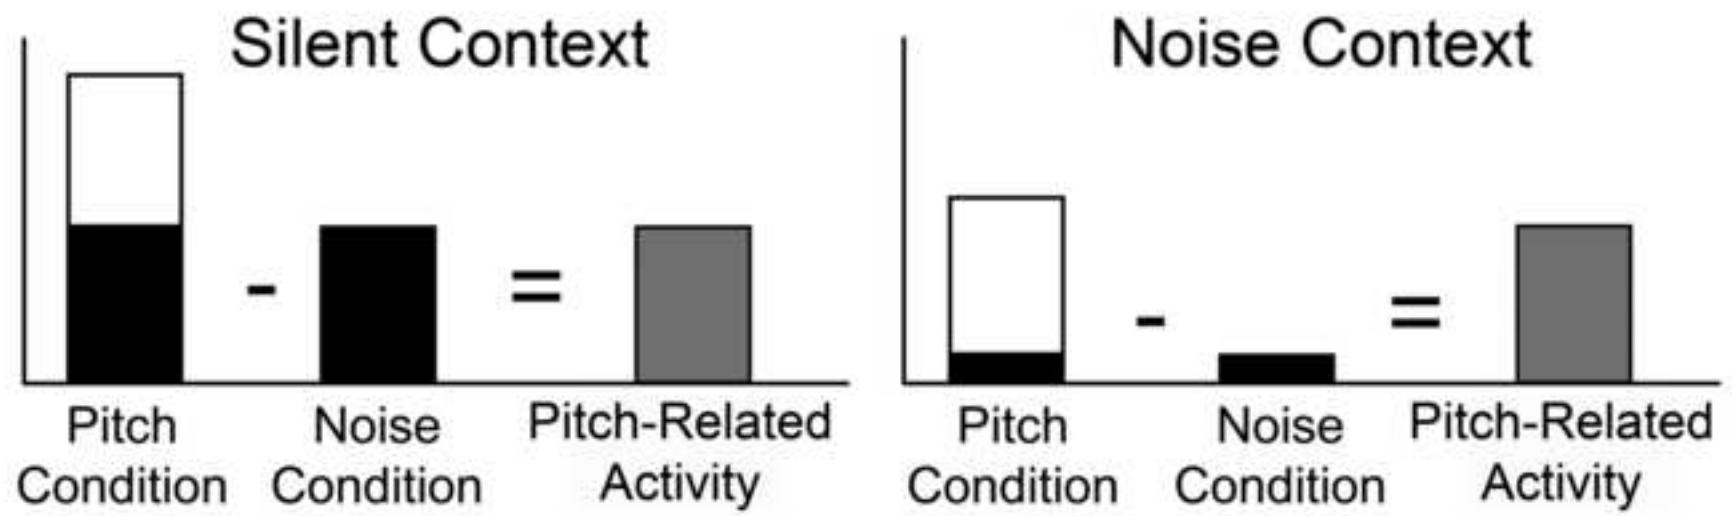 Silent Context
-
=
Pitch
Condition
Noise
Condition
Pitch-Related
Activity
Noise Context
-
=
Pitch
Condition
Noise
Condition
Pitch-Related
Activity